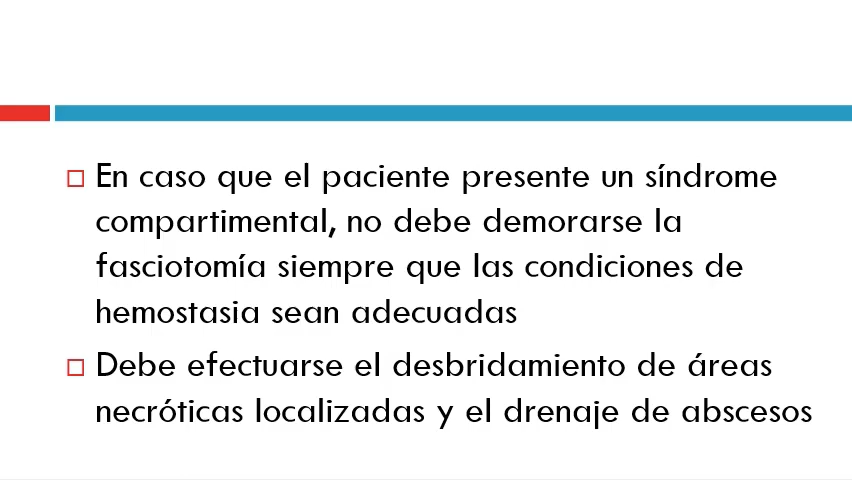 En caso que el paciente presente un síndrome
compartimental, no debe demorarse la
fasciotomía siempre que las condiciones de
hemostasia sean adecuadas
Debe efectuarse el desbridamiento de áreas
necróticas localizadas y el drenaje de abscesos